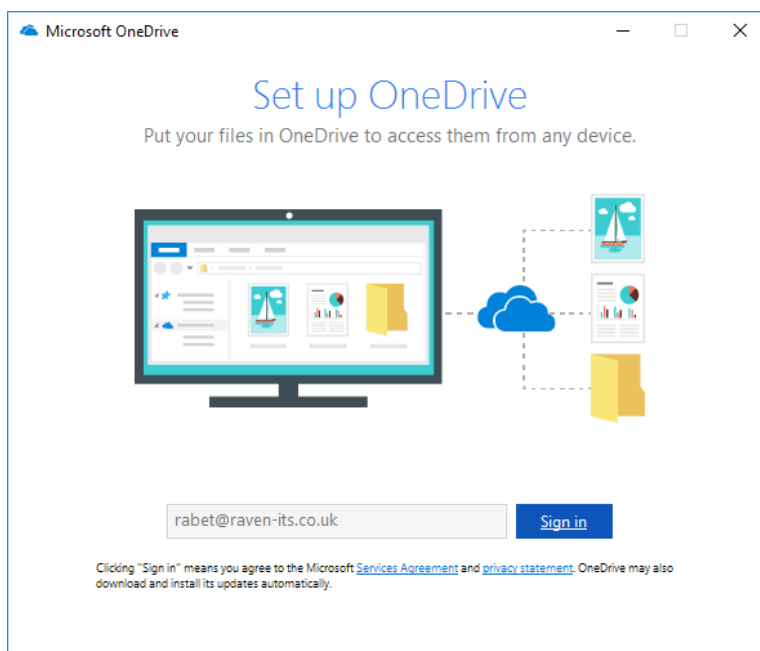 Microsoft OneDrive
Set up OneDrive
Put your files in OneDrive to access them from any device.
rabet@raven-its.co.uk
Sign in
Clicking "Sign in" means you agree to the Microsoft Services Agreement and privacy statement. OneDrive may also
download and install its updates automatically.